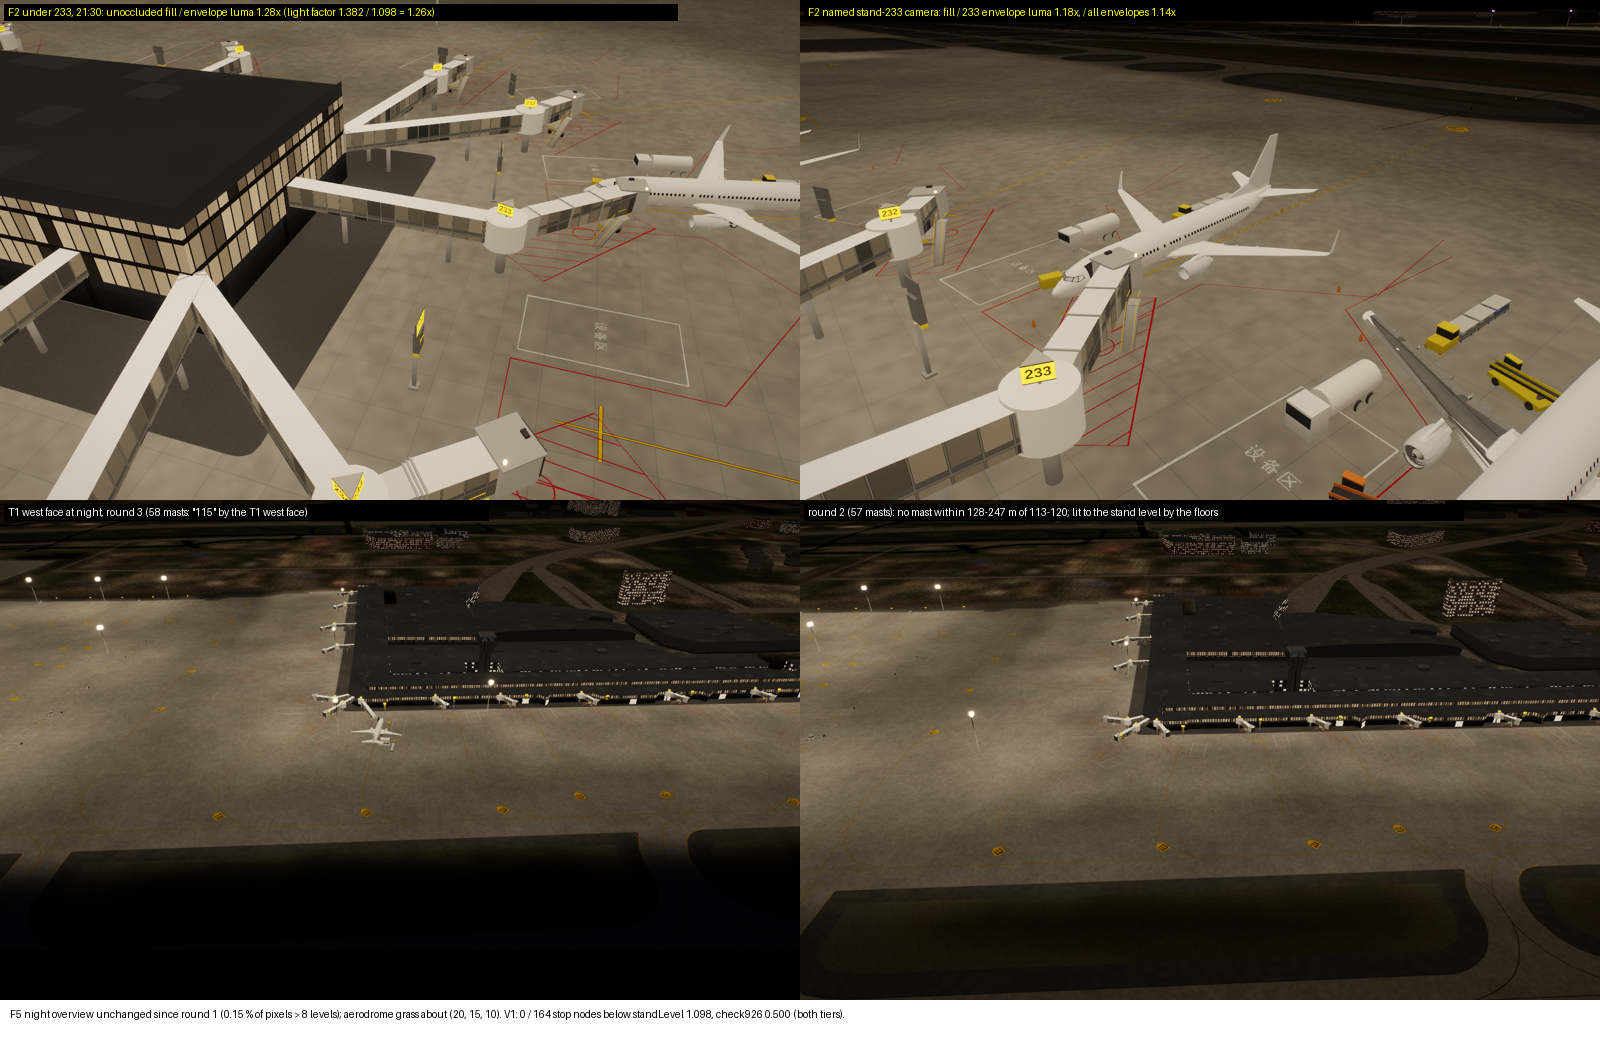 F2 under 233, 21:30: unoccluded fill / envelope luma 1.28x (light factor 1.382 / 1.098 = 1.26x)
F2 named stand-233 camera: fill / 233 envelope luma 1.18x, / all envelopes 1.14x
233
设备区
232
233
设备区
T1 west face at night, round 3 (58 masts: "115" by the T1 west face)
round 2 (57 masts): no mast within 128-247 m of 113-120; lit to the stand level by the floors
F5 night overview unchanged since round 1 (0.15 % of pixels > 8 levels); aerodrome grass about (20, 15, 10). V1: 0 / 164 stop nodes below standLevel 1.098, check926 0.500 (both tiers).